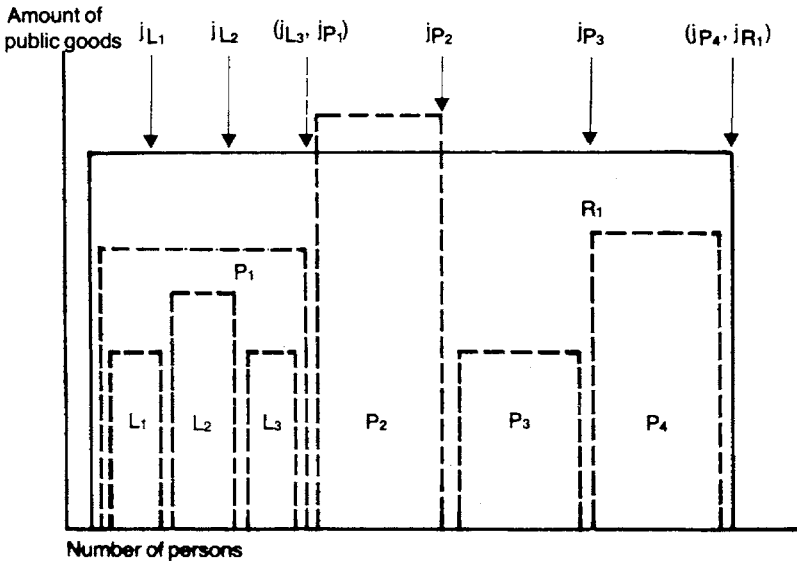 Amount of
public goods
jL1 jL2 (jL3, jP1) jP2 jP3 (jP4, jR1)
R1
P1
L1 L2 L3 P2 P3 P4
Number of persons